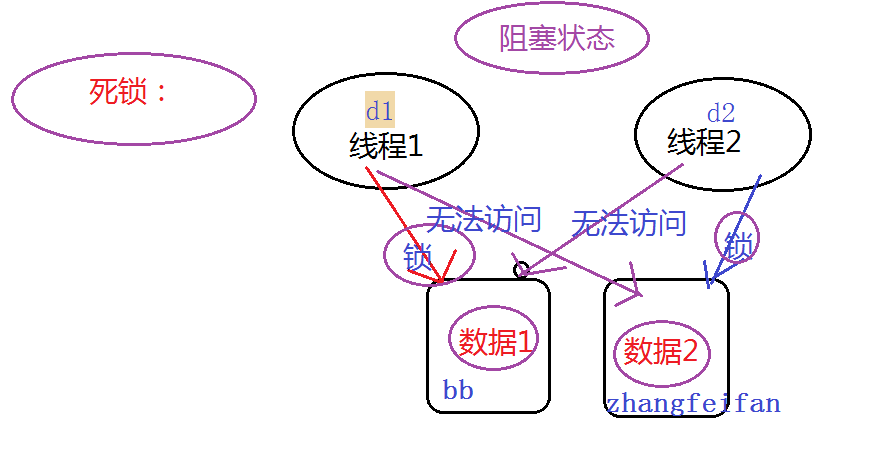 阻塞状态
死锁：
d1
线程1
d2
线程2
无法访问
无法访问
锁
锁
数据1
数据2
bb
zhangfeifan